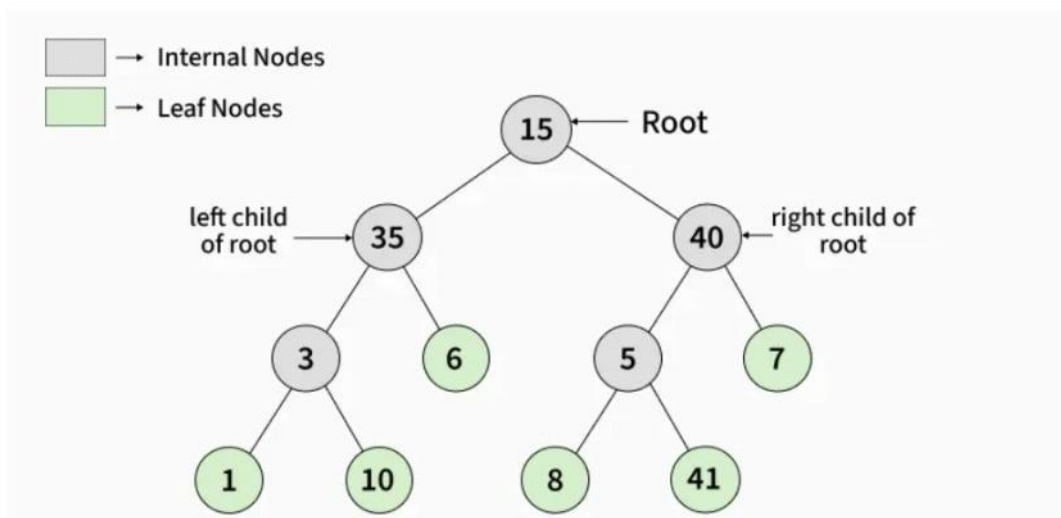 Internal Nodes
Leaf Nodes
15
Root
left child
of root
35
40
right child of
root
3
6
5
7
1
10
8
41